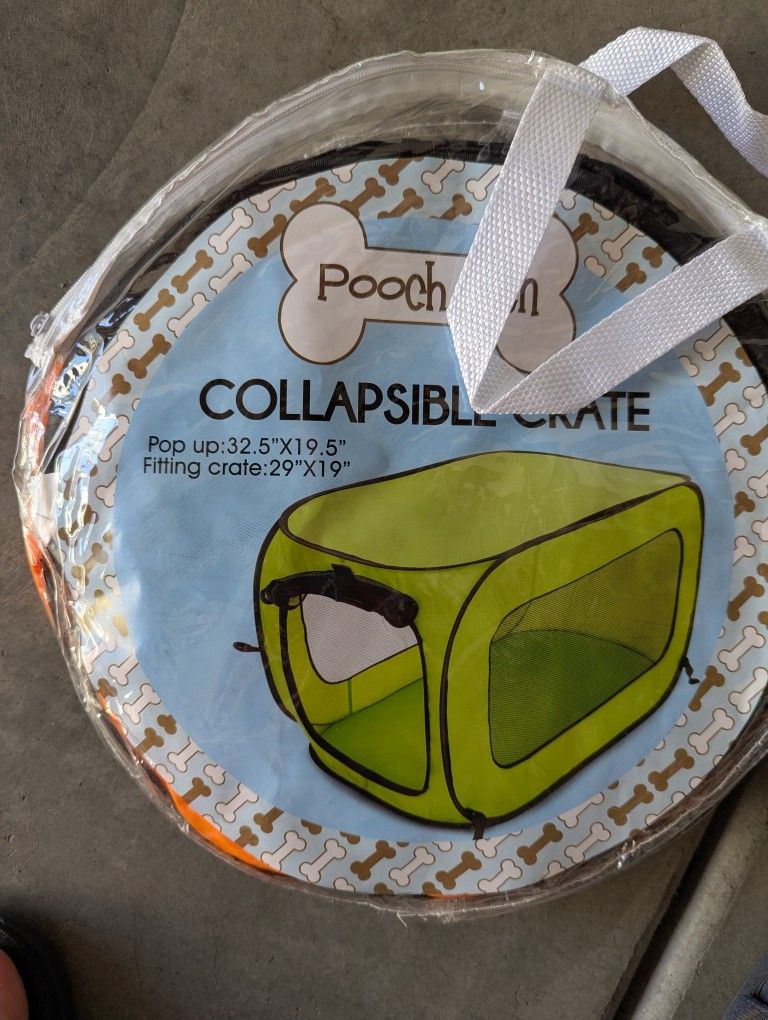 Pooch
COLLAPSIBLE CRATE
Pop up:32.5"X19.5"
Fitting crate:29"X19"